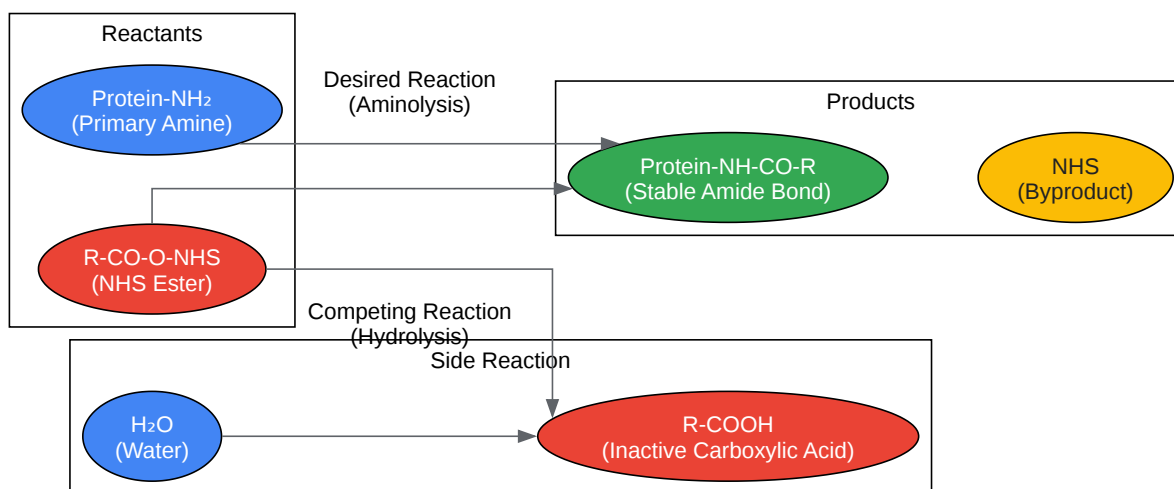 Reactants
Protein-NH₂
(Primary Amine)
Desired Reaction
(Aminolysis)
Products
Protein-NH-CO-R
(Stable Amide Bond)
NHS
(Byproduct)
R-CO-O-NHS
(NHS Ester)
Competing Reaction
(Hydrolysis)
Side Reaction
H₂O
(Water)
R-COOH
(Inactive Carboxylic Acid)